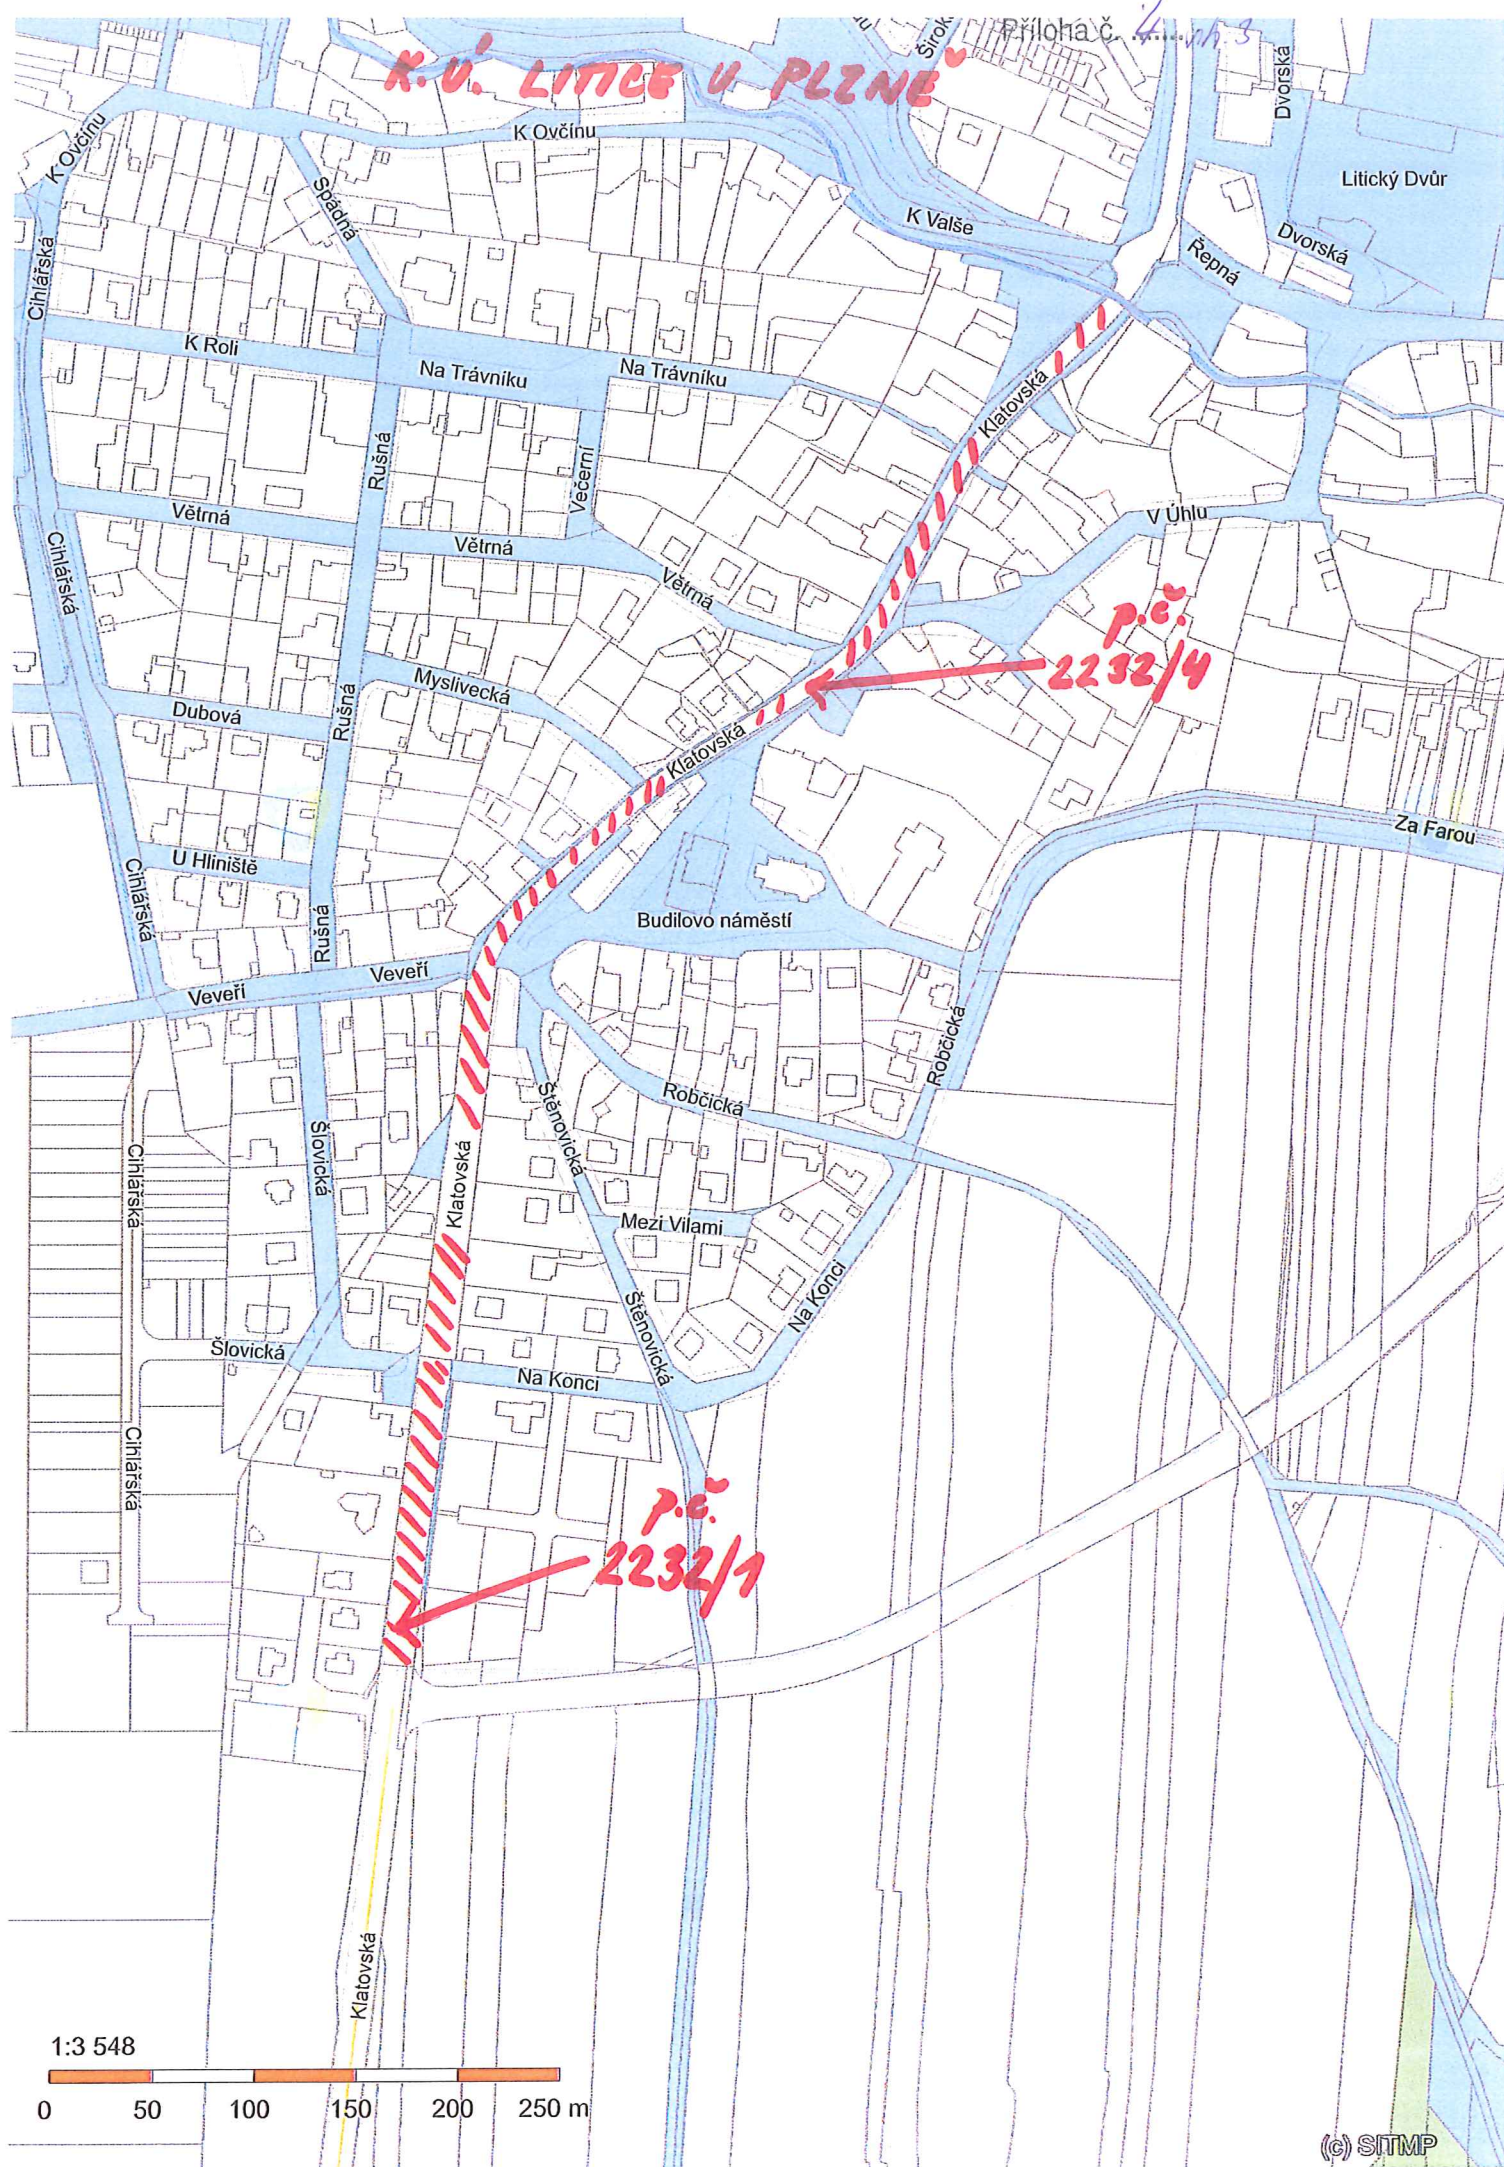 Příloha č.
K.Ú. LITICE U PLZNĚ
Dvorská
K Ovčínu
K Ovčínu
Litický Dvůr
Spádná
K Valše
Dvorská
Řepná
Cihlářská
K Roli
Na Trávníku
Na Trávníku
Klatovská
Rušná
Večerní
Větrná
Větrná
V Úhlu
Cihlářská
Větrná
p.č.
2232/4
Myslivecká
Dubová
Rušná
Klatovská
Za Farou
U Hliniště
Cihlářská
Rušná
Budilovo náměstí
Veveří
Veveří
Robčická
Štěnovická
Robčická
Šlovická
Cihlářská
Klatovská
Mezi Vilami
Na Konci
Štěnovická
Šlovická
Na Konci
Cihlářská
p.č.
2232/1
Klatovská
1:3 548
0 50 100 150 200 250 m
(c) SITMP